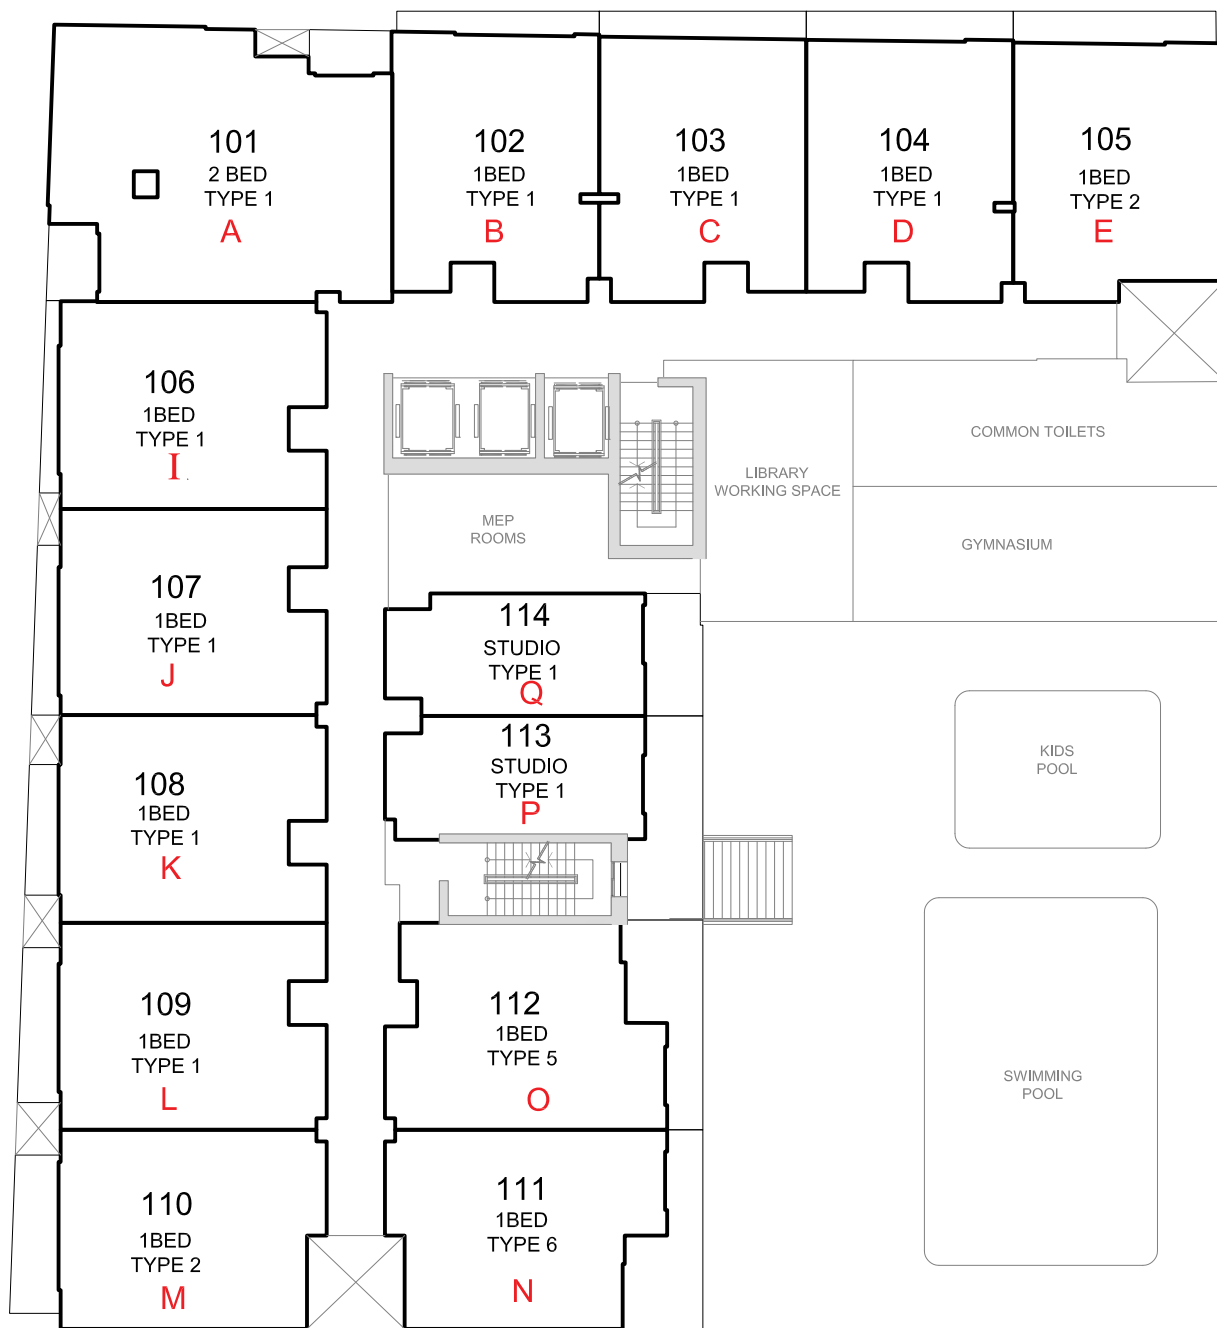 101
2 BED
TYPE 1
A
102
1BED
TYPE 1
B
103
1BED
TYPE 1
C
104
1BED
TYPE 1
D
105
1BED
TYPE 2
E
106
1BED
TYPE 1
I
COMMON TOILETS
LIBRARY
WORKING SPACE
MEP
ROOMS
GYMNASIUM
107
1BED
TYPE 1
J
114
STUDIO
TYPE 1
Q
113
STUDIO
TYPE 1
P
KIDS
POOL
108
1BED
TYPE 1
K
109
1BED
TYPE 1
L
112
1BED
TYPE 5
O
SWIMMING
POOL
110
1BED
TYPE 2
M
111
1BED
TYPE 6
N